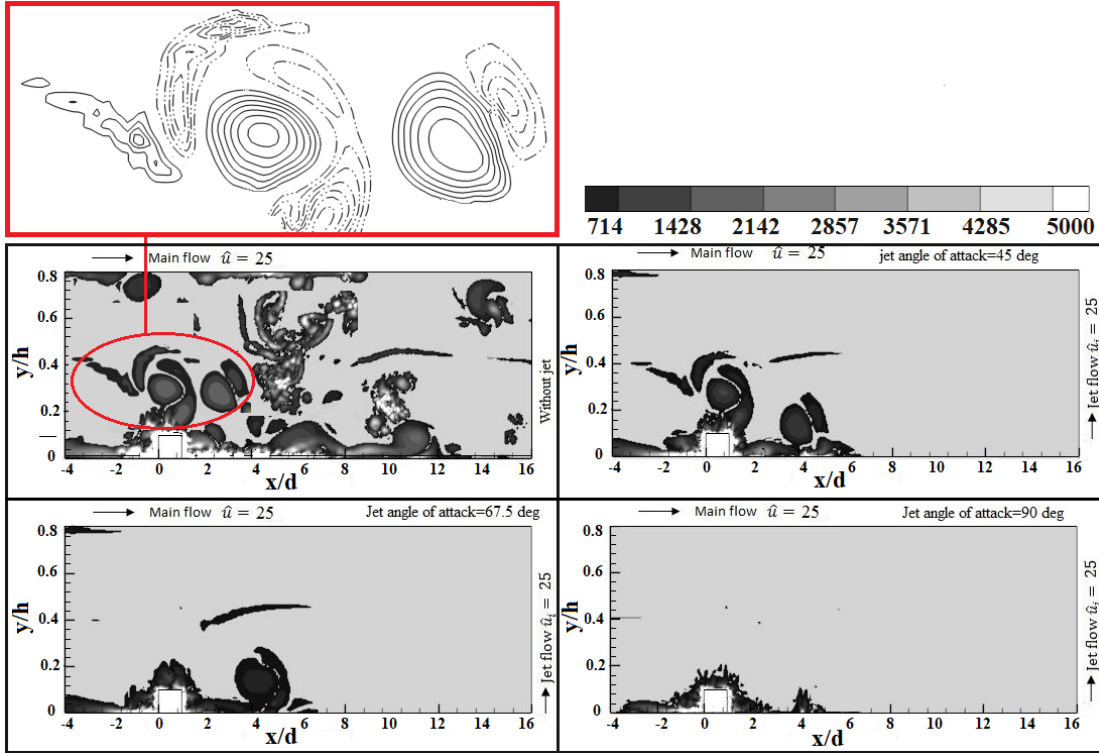 714 1428 2142 2857 3571 4285 5000
Main flow û = 25
Without jet
0.8
0.6
0.4
0.2
0
y/h
-4 -2 0 2 4 6 8 10 12 14 16
x/d
Main flow û = 25 jet angle of attack=45 deg
Jet flow ûⱼ = 25
0.8
0.6
0.4
0.2
0
y/h
-4 -2 0 2 4 6 8 10 12 14 16
x/d
Main flow û = 25 Jet angle of attack=67.5 deg
Jet flow ûⱼ = 25
0.8
0.6
0.4
0.2
0
y/h
-4 -2 0 2 4 6 8 10 12 14 16
x/d
Main flow û = 25 Jet angle of attack=90 deg
Jet flow ûⱼ = 25
0.8
0.6
0.4
0.2
0
y/h
-4 -2 0 2 4 6 8 10 12 14 16
x/d